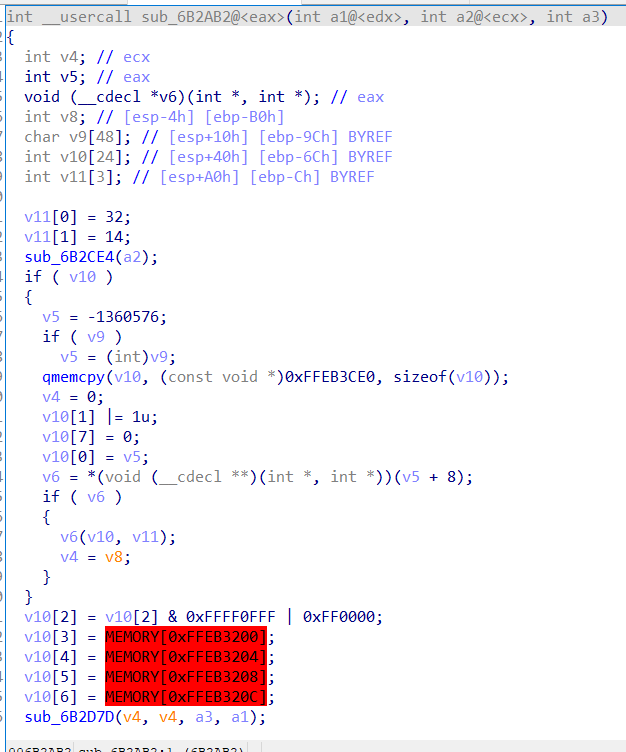 int __usercall sub_6B2AB2@<eax>(int a1@<edx>, int a2@<ecx>, int a3)
{
int v4; // ecx
int v5; // eax
void (__cdecl *v6)(int *, int *); // eax
int v8; // [esp-4h] [ebp-B0h]
char v9[48]; // [esp+10h] [ebp-9Ch] BYREF
int v10[24]; // [esp+40h] [ebp-6Ch] BYREF
int v11[3]; // [esp+A0h] [ebp-Ch] BYREF
v11[0] = 32;
v11[1] = 14;
sub_6B2CE4(a2);
if ( v10 )
{
v5 = -1360576;
if ( v9 )
v5 = (int)v9;
qmemcpy(v10, (const void *)0xFFEB3CE0, sizeof(v10));
v4 = 0;
v10[1] |= 1u;
v10[7] = 0;
v10[0] = v5;
v6 = *(void (__cdecl **)(int *, int *))(v5 + 8);
if ( v6 )
{
v6(v10, v11);
v4 = v8;
}
}
v10[2] = v10[2] & 0xFFFF0FFF | 0xFF0000;
v10[3] = MEMORY[0xFFEB3200];
v10[4] = MEMORY[0xFFEB3204];
v10[5] = MEMORY[0xFFEB3208];
v10[6] = MEMORY[0xFFEB320C];
sub_6B2D7D(v4, v4, a3, a1);